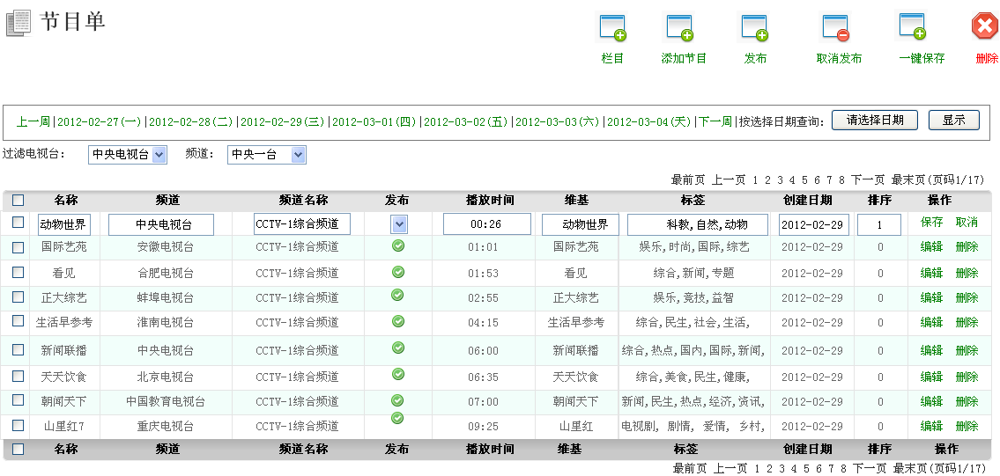 节目单
栏目 添加节目 发布 取消发布 一键保存 删除
上一周|2012-02-27(一)|2012-02-28(二)|2012-02-29(三)|2012-03-01(四)|2012-03-02(五)|2012-03-03(六)|2012-03-04(天)|下一周|按选择日期查询: 请选择日期 显示
过滤电视台: 中央电视台 频道: 中央一台
最前页 上一页 1 2 3 4 5 6 7 8 下一页 最末页(页码1/17)
名称 频道 频道名称 发布 播放时间 维基 标签 创建日期 排序 操作
动物世界 中央电视台 CCTV-1综合频道 00:26 动物世界 科教,自然,动物 2012-02-29 1 保存 取消
国际艺苑 安徽电视台 CCTV-1综合频道 01:01 国际艺苑 娱乐,时尚,国际,综艺 2012-02-29 0 编辑 删除
看见 合肥电视台 CCTV-1综合频道 01:53 看见 综合,新闻,专题 2012-02-29 0 编辑 删除
正大综艺 蚌埠电视台 CCTV-1综合频道 02:55 正大综艺 娱乐,竞技,益智 2012-02-29 0 编辑 删除
生活早参考 淮南电视台 CCTV-1综合频道 04:15 生活早参考 综合,民生,社会,生活, 2012-02-29 0 编辑 删除
新闻联播 中央电视台 CCTV-1综合频道 06:00 新闻联播 综合,热点,国内,国际,新闻, 2012-02-29 0 编辑 删除
天天饮食 北京电视台 CCTV-1综合频道 06:35 天天饮食 综合,美食,民生,健康, 2012-02-29 0 编辑 删除
朝闻天下 中国教育电视台 CCTV-1综合频道 07:00 朝闻天下 新闻,民生,热点,经济,资讯, 2012-02-29 0 编辑 删除
山里红7 重庆电视台 CCTV-1综合频道 09:25 山里红 电视剧, 剧情, 爱情, 乡村, 2012-02-29 0 编辑 删除
名称 频道 频道名称 发布 播放时间 维基 标签 创建日期 排序 操作
最前页 上一页 1 2 3 4 5 6 7 8 下一页 最末页(页码1/17)